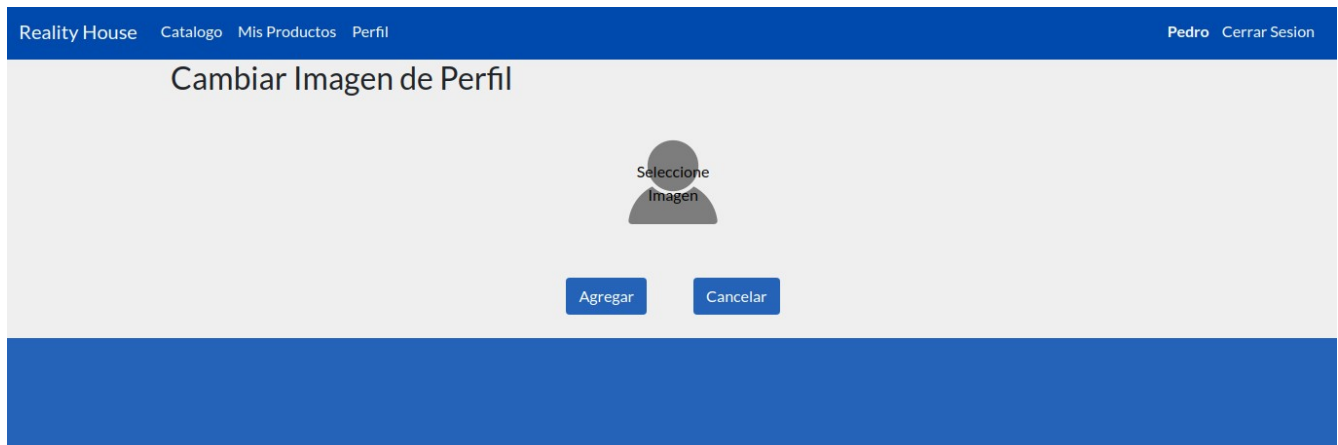 Reality House Catalogo Mis Productos Perfil Pedro Cerrar Sesion
Cambiar Imagen de Perfil
Seleccione
Imagen
Agregar Cancelar